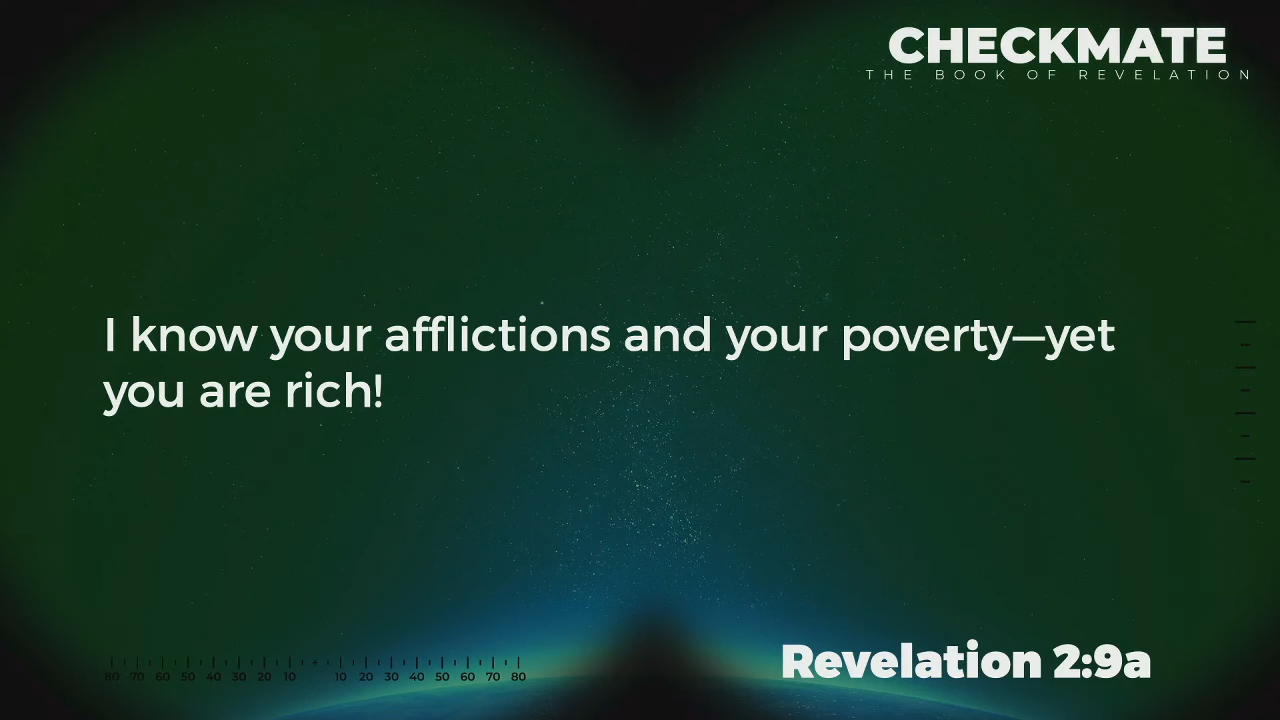 CHECKMATE
THE BOOK OF REVELATION
I know your afflictions and your poverty—yet
you are rich!
Revelation 2:9a
80 70 60 50 40 30 20 10 10 20 30 40 50 60 70 80